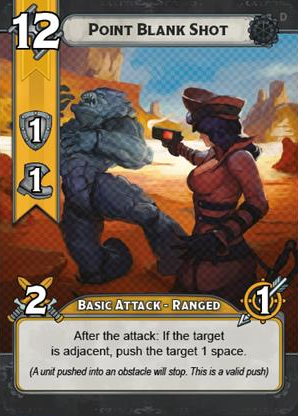 12
POINT BLANK SHOT
D
1
1
2
BASIC ATTACK - RANGED
1
After the attack: If the target
is adjacent, push the target 1 space.
(A unit pushed into an obstacle will stop. This is a valid push)